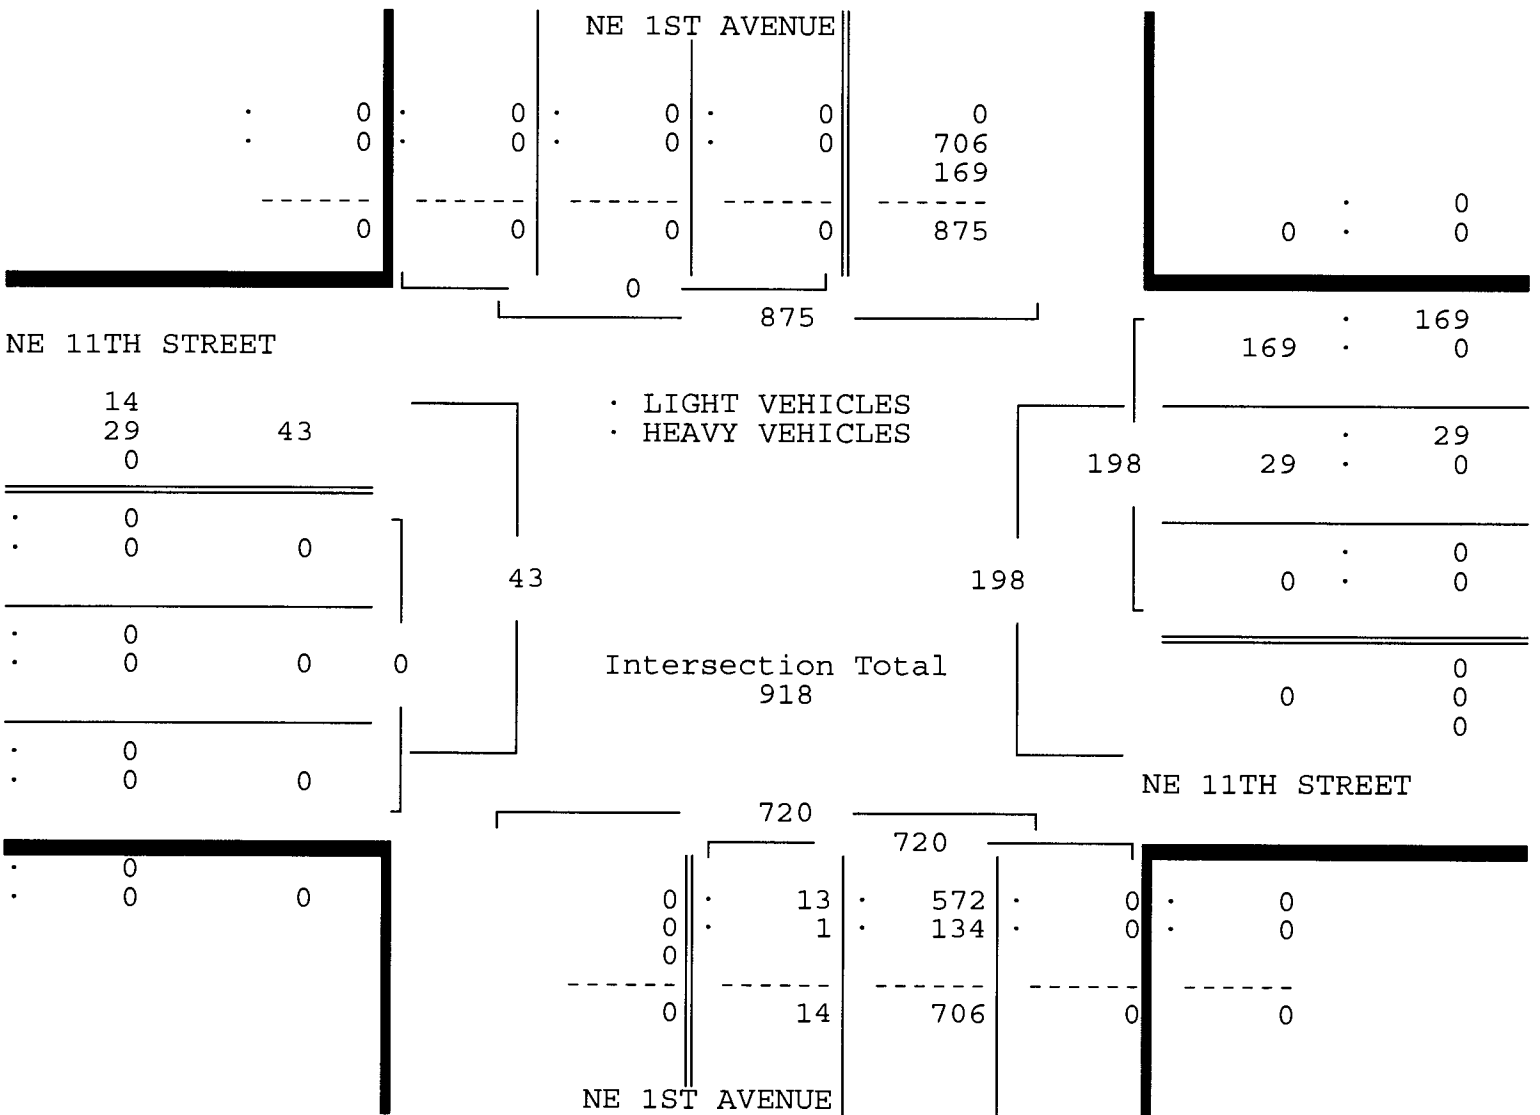 NE 1ST AVENUE
· 0 · 0 · 0 · 0 0
· 0 · 0 · 0 · 0 706
169
------ ------ ------ ------ ------
· 0
0 0 0 0 875
0 · 0
0
875
· 169
NE 11TH STREET
169 · 0
14
· LIGHT VEHICLES
29 43
· HEAVY VEHICLES
· 29
0
198 29 · 0
· 0
· 0 0
· 0
43
198
0 · 0
· 0
· 0 0 0
Intersection Total
0
918
0 0
0
· 0
· 0 0
NE 11TH STREET
720
720
· 0
· 0 0
0 · 13 · 572 · 0 · 0
0 · 1 · 134 · 0 · 0
0
------ ------ ------ ------ ------
0 14 706 0 0
NE 1ST AVENUE